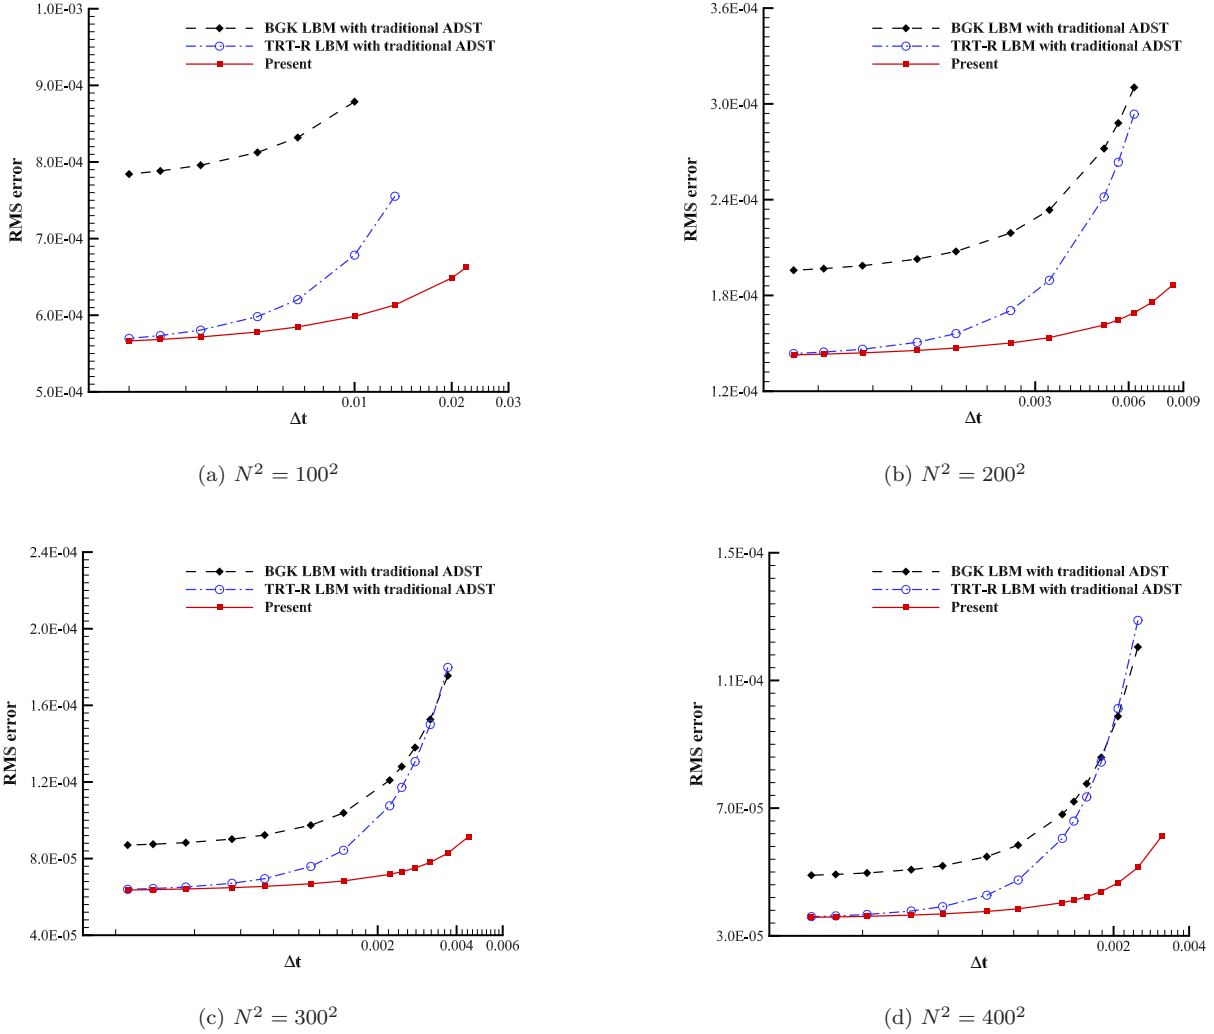 1.0E-03
9.0E-04
8.0E-04
7.0E-04
6.0E-04
5.0E-04
RMS error
BGK LBM with traditional ADST
TRT-R LBM with traditional ADST
Present
0.01
0.02
0.03
Δt
(a) N² = 100²
3.6E-04
3.0E-04
2.4E-04
1.8E-04
1.2E-04
RMS error
BGK LBM with traditional ADST
TRT-R LBM with traditional ADST
Present
0.003
0.006
0.009
Δt
(b) N² = 200²
2.4E-04
2.0E-04
1.6E-04
1.2E-04
8.0E-05
4.0E-05
RMS error
BGK LBM with traditional ADST
TRT-R LBM with traditional ADST
Present
0.002
0.004
0.006
Δt
(c) N² = 300²
1.5E-04
1.1E-04
7.0E-05
3.0E-05
RMS error
BGK LBM with traditional ADST
TRT-R LBM with traditional ADST
Present
0.002
0.004
Δt
(d) N² = 400²